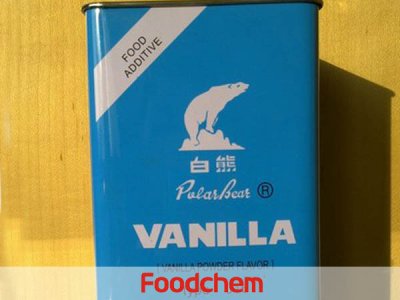 FOOD
ADDITIVE
白熊
PolarBear ®
VANILLA
[ VANILLA POWDER FLAVOR ]
Foodchem